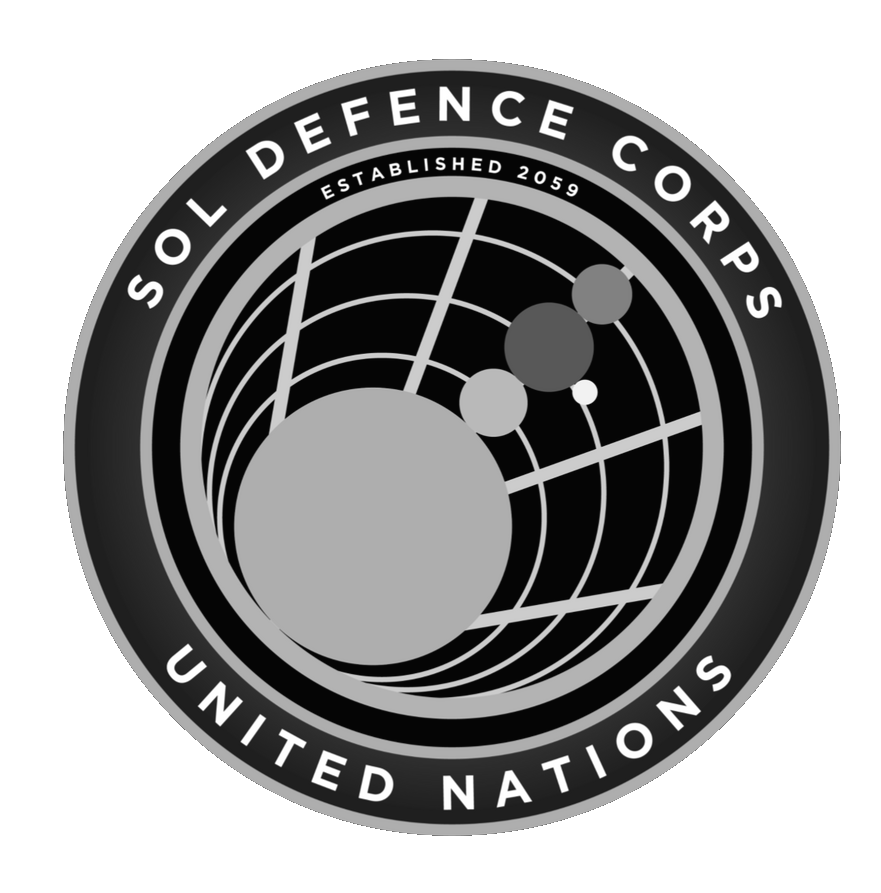 SOL DEFENCE CORPS
ESTABLISHED 2059
UNITED NATIONS